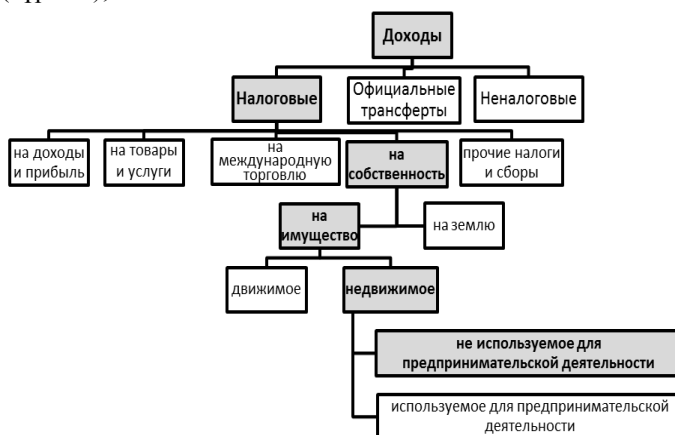 Доходы
Налоговые
Официальные
трансферты
Неналоговые
на доходы
и прибыль
на товары
и услуги
на
международную
торговлю
на
собственность
прочие налоги
и сборы
на
имущество
на землю
движимое
недвижимое
не используемое для
предпринимательской деятельности
используемое для предпринимательской
деятельности